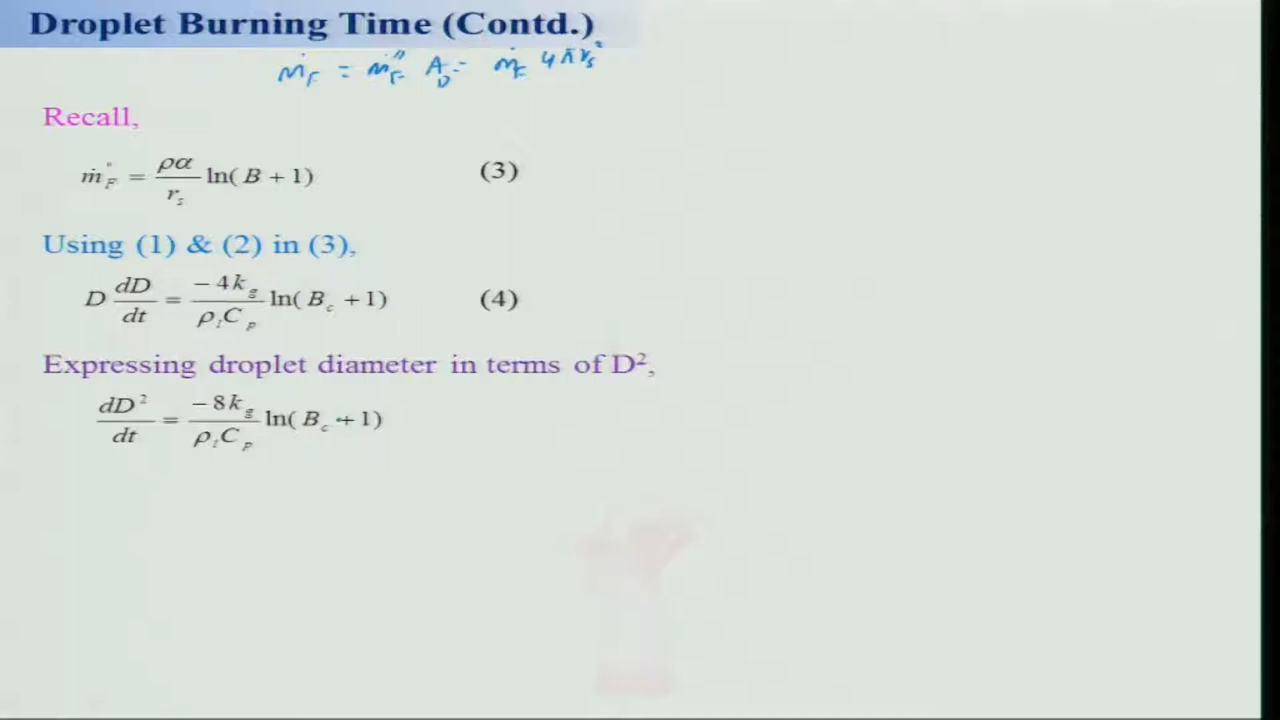 Droplet Burning Time (Contd.)
ṁ_F = ṁ_F'' A_D = ṁ_F 4πr_s²
Recall,
ṁ_F'' = ρα / r_s ln( B + 1) (3)
Using (1) & (2) in (3),
D dD/dt = −4k_g / ρ_l C_p ln( B_c + 1) (4)
Expressing droplet diameter in terms of D²,
dD²/dt = −8k_g / ρ_l C_p ln( B_c + 1)